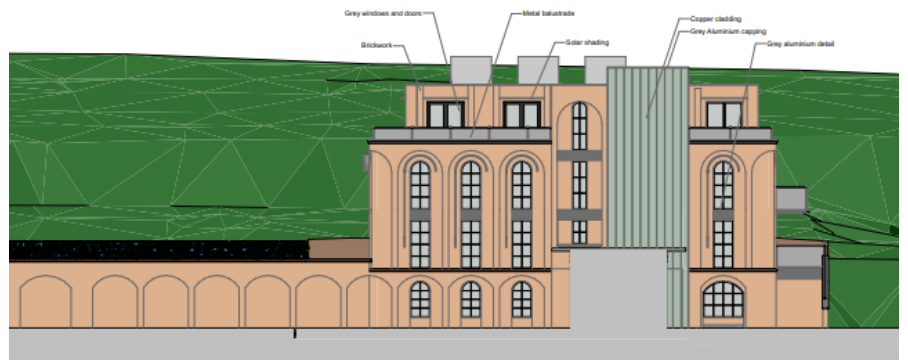 Grey windows and doors
Metal balustrade
Copper cladding
Grey Aluminium capping
Brickwork
Solar shading
Grey aluminium detail